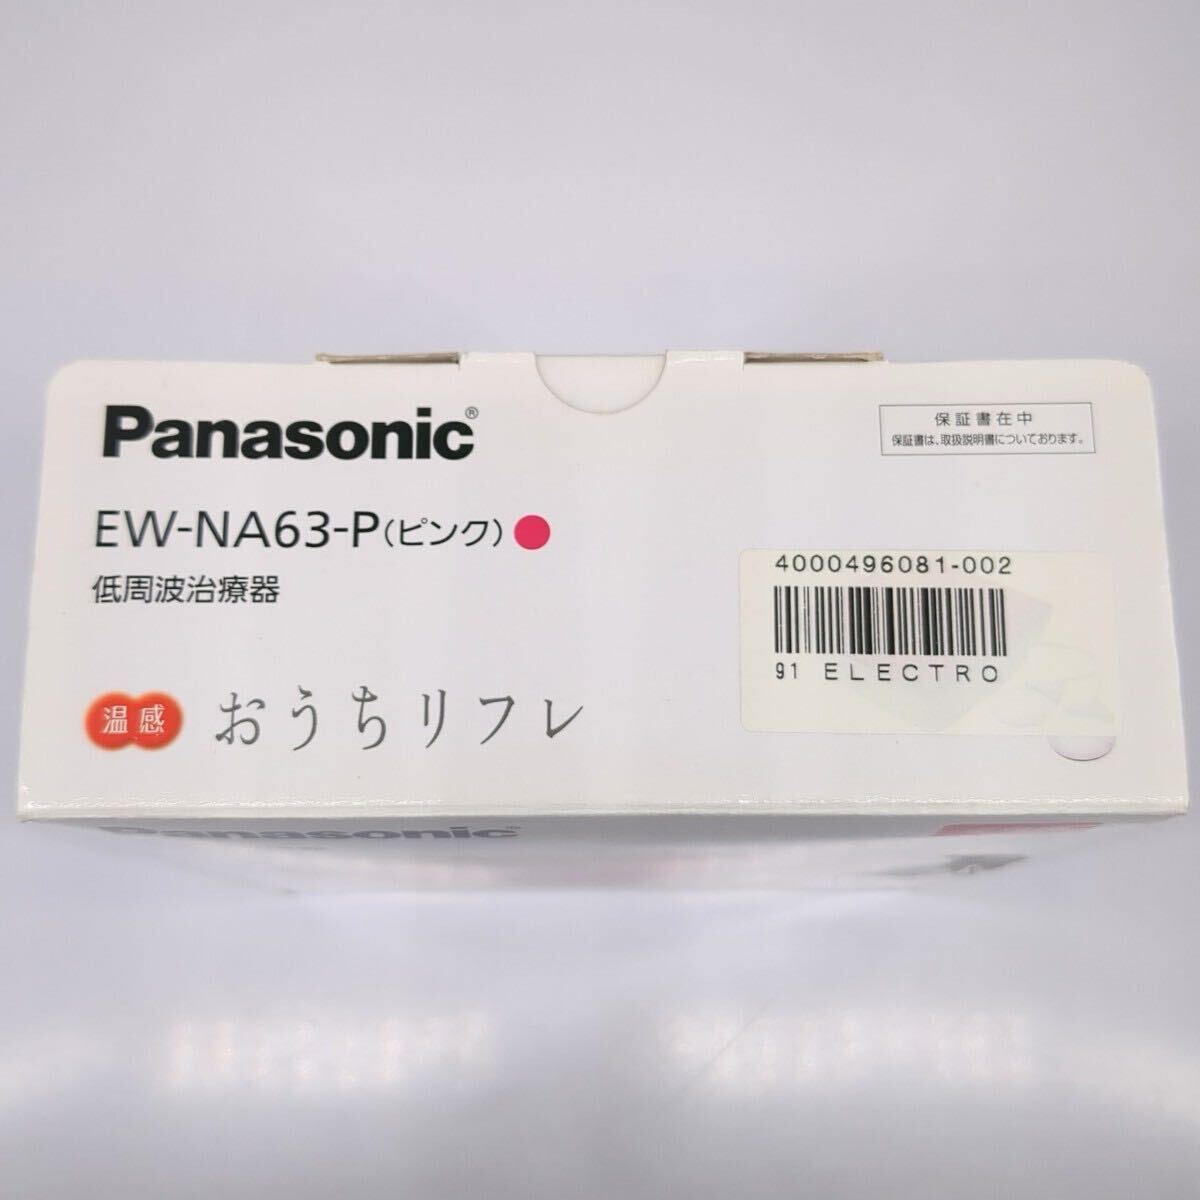 Panasonic®
保証書在中
保証書は、取扱説明書についております。
EW-NA63-P(ピンク)
低周波治療器
4000496081-002
91 ELECTRO
温感 おうちリフレ
Panasonic®